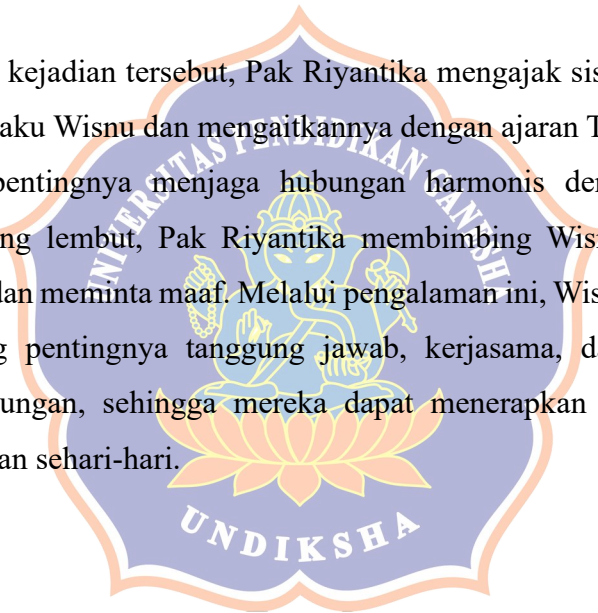 kejadian tersebut, Pak Riyantika mengajak sis
aku Wisnu dan mengaitkannya dengan ajaran T
pentingnya menjaga hubungan harmonis de
ng lembut, Pak Riyantika membimbing Wis
dan meminta maaf. Melalui pengalaman ini, Wis
g pentingnya tanggung jawab, kerjasama, da
ungan, sehingga mereka dapat menerapkan
an sehari-hari.
UNIVERSITAS PENDIDIKAN GANESHA
UNDIKSHA